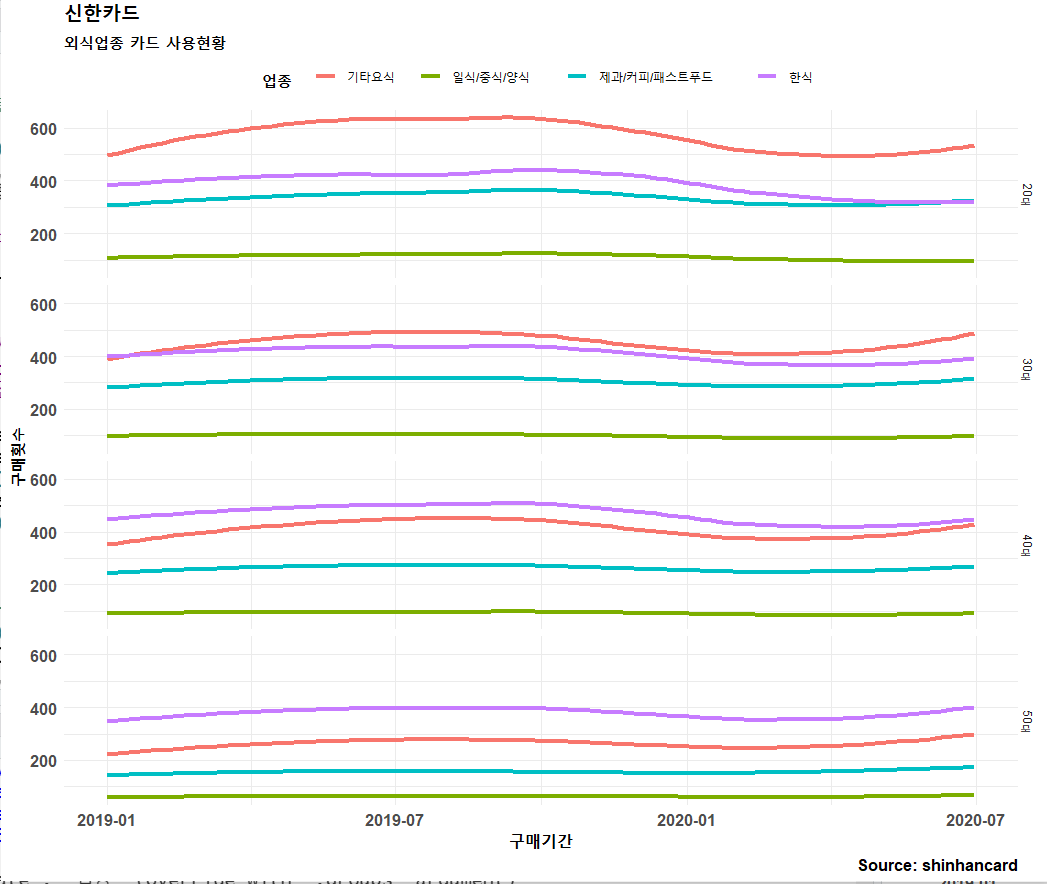 신한카드
외식업종 카드 사용현황
업종 기타요식 일식/중식/양식 제과/커피/패스트푸드 한식
600
400
200
20대
600
400
200
30대
600
400
200
40대
600
400
200
50대
구매횟수
2019-01 2019-07 2020-01 2020-07
구매기간
Source: shinhancard